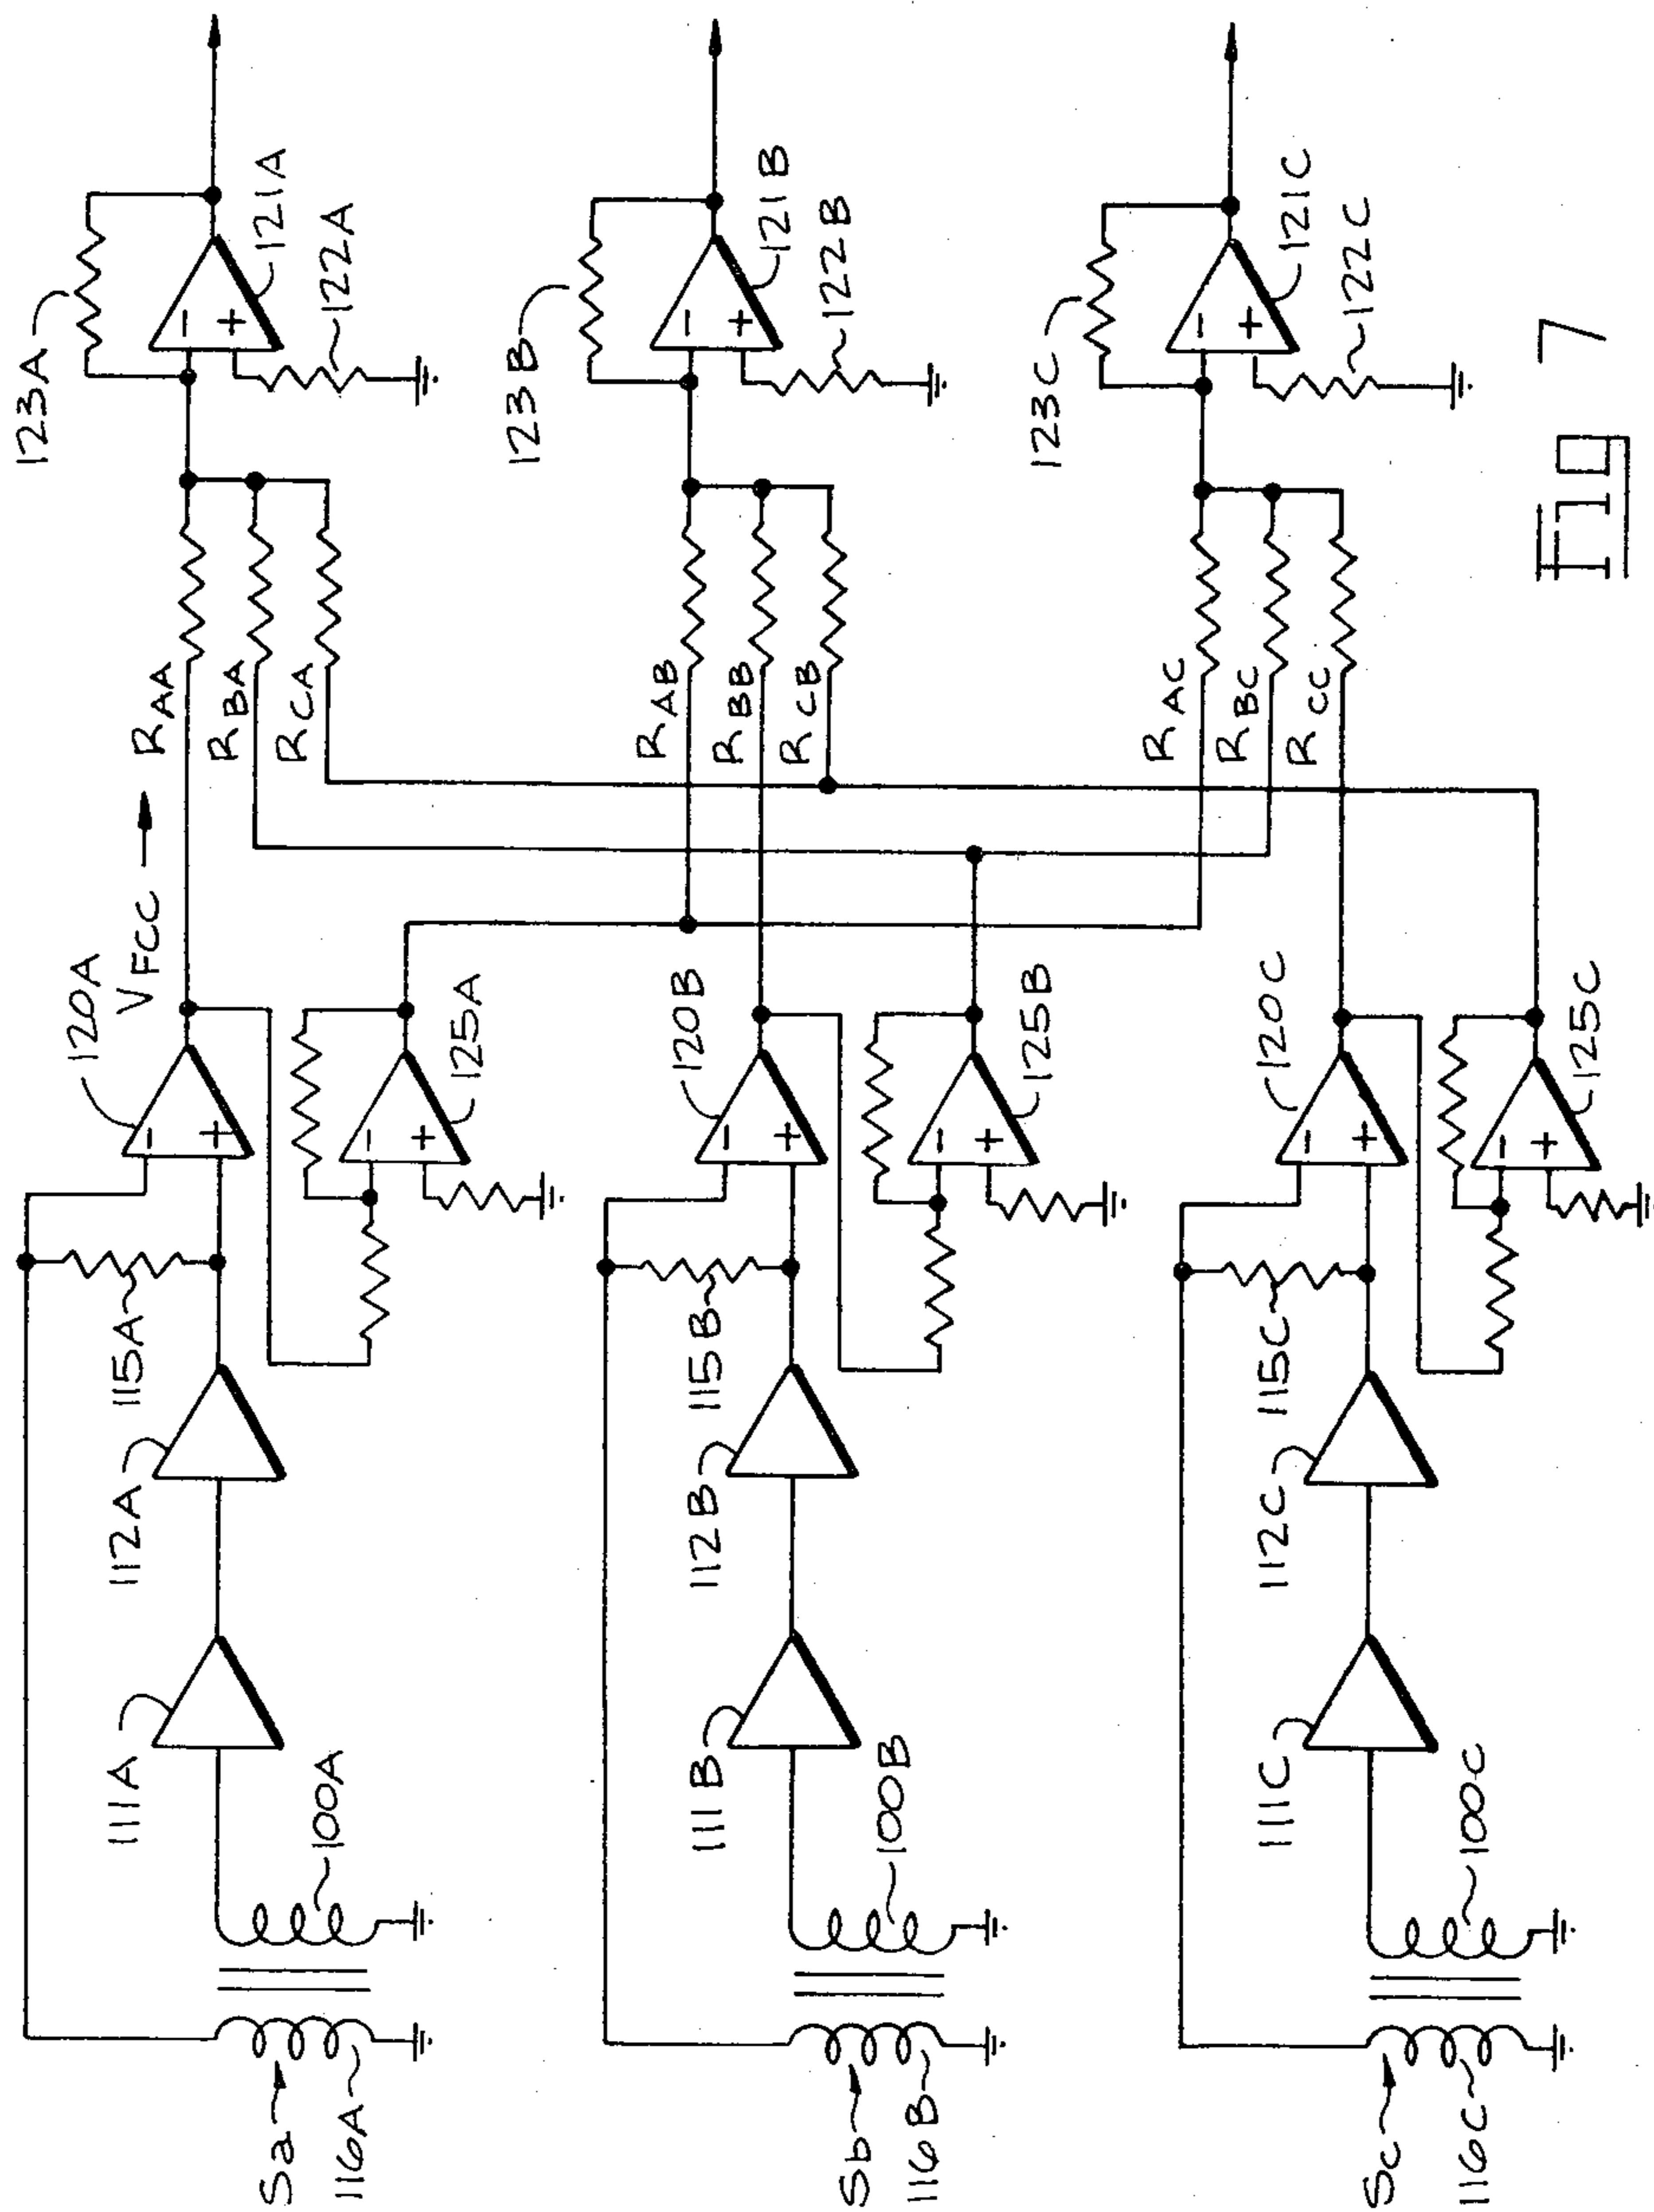 123A
121A
122A
RAA
RBA
RCA
VFCC
120A
125A
115A
112A
111A
100A
Sa
116A
123B
121B
122B
RAB
RBB
RCB
120B
125B
115B
112B
111B
100B
Sb
116B
123C
121C
122C
RAC
RBC
RCC
120C
125C
115C
112C
111C
100C
Sc
116C
- +
- +
- +
- +
- +
- +
- +
- +
- +
Fig 7